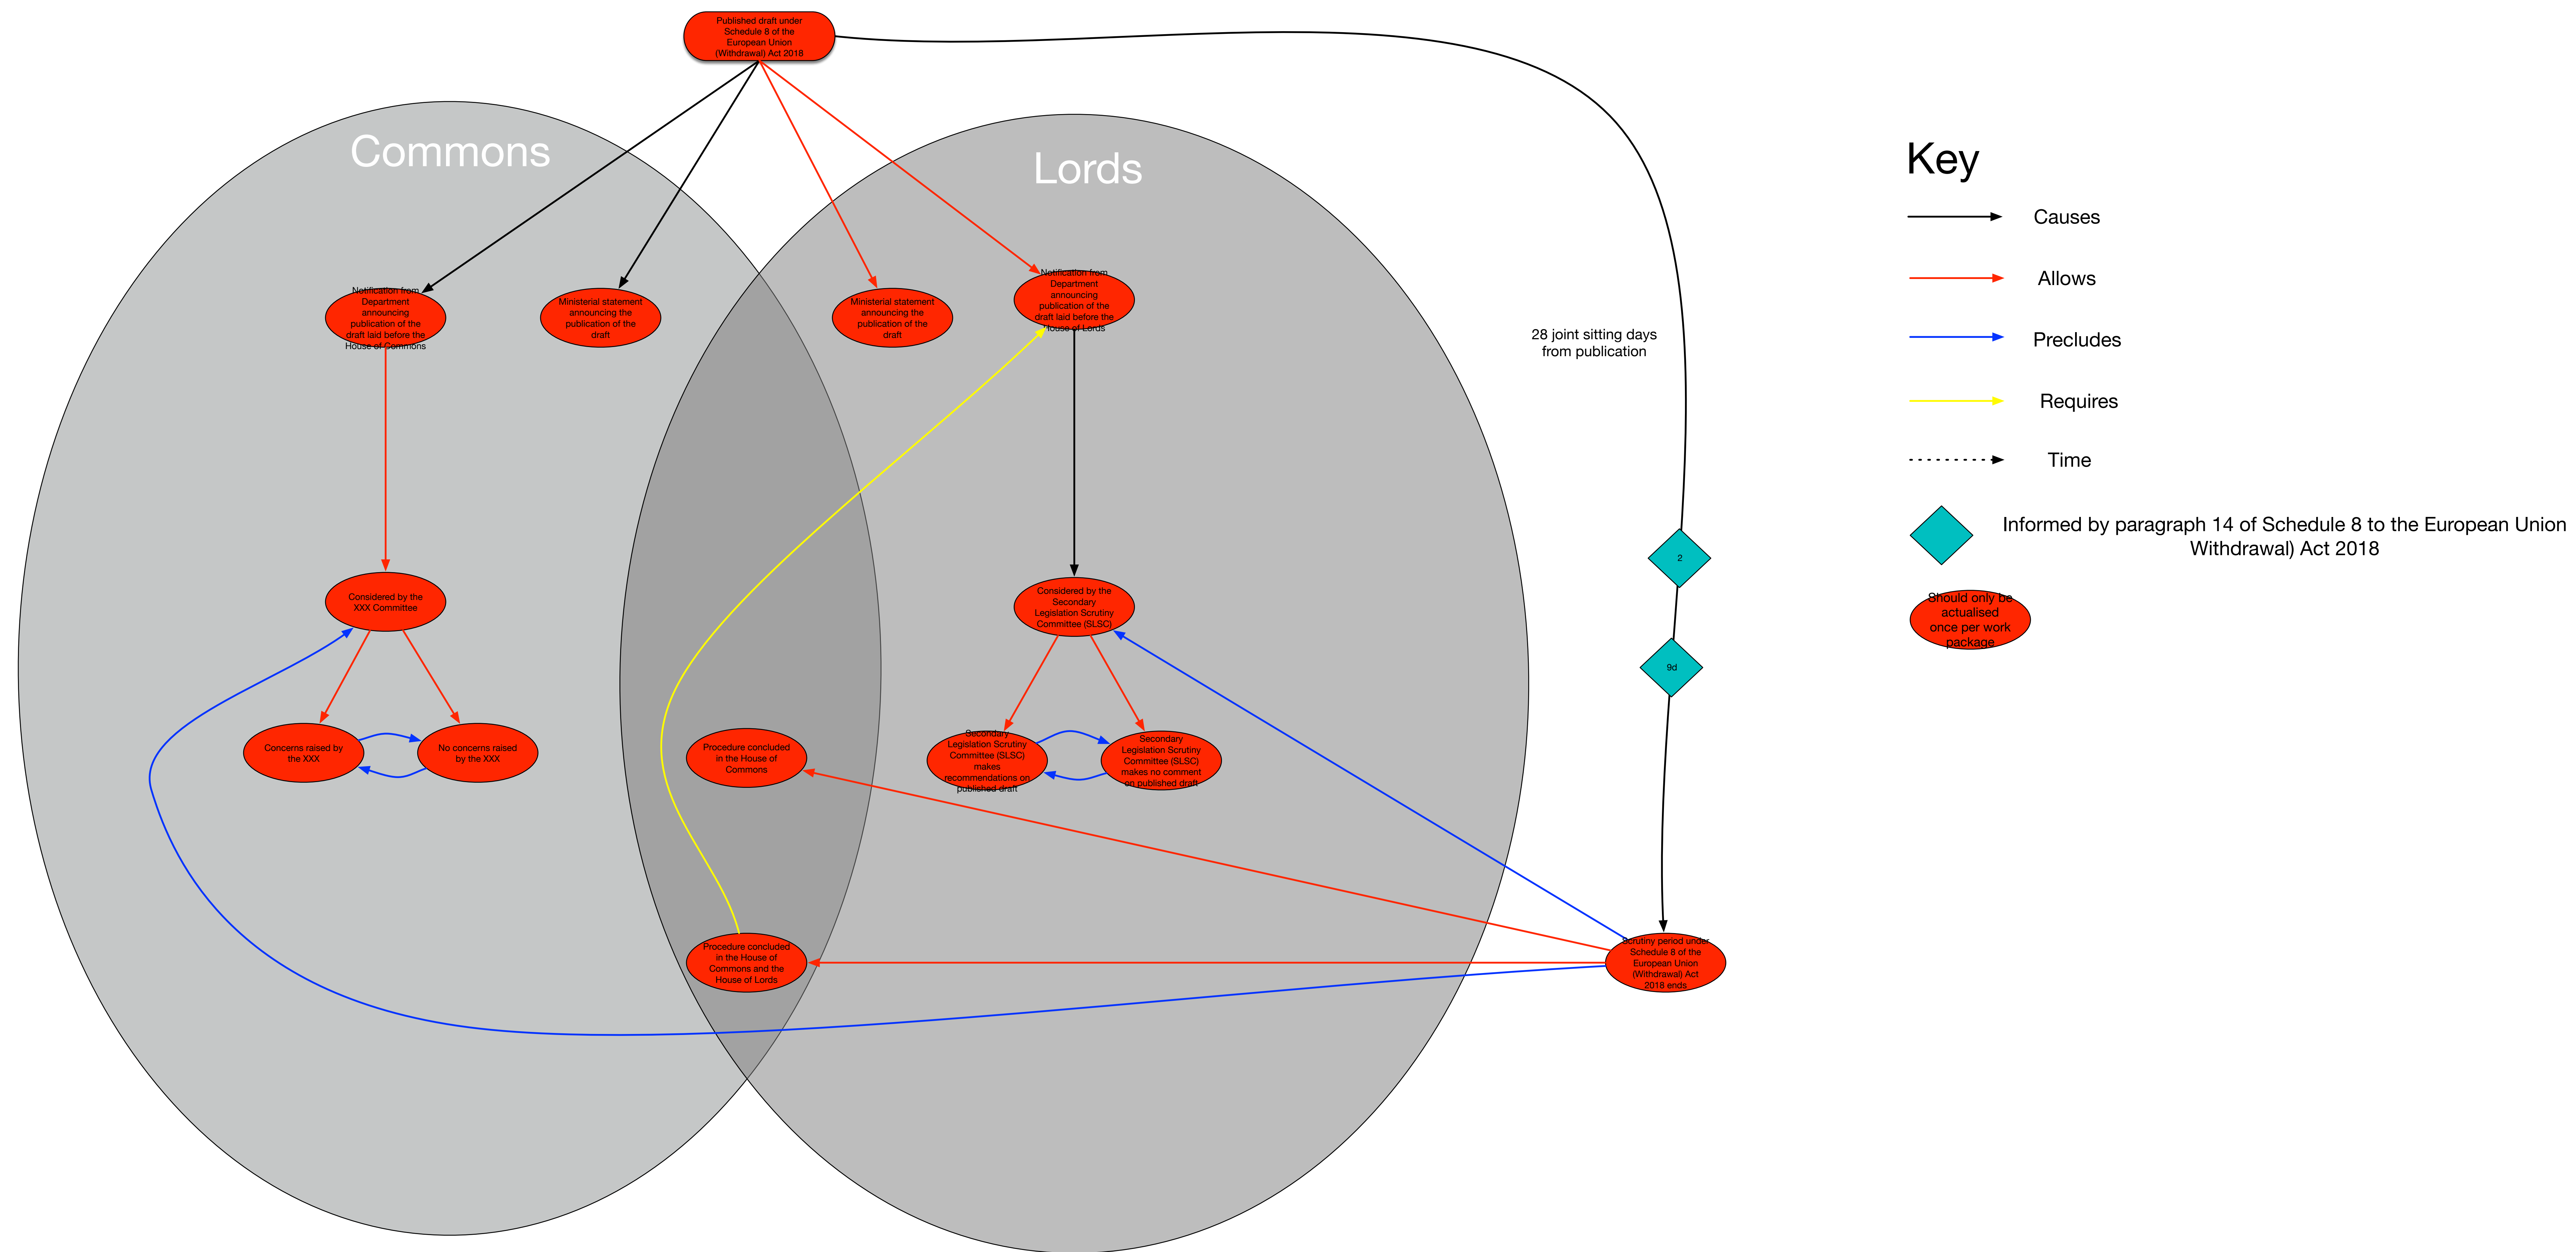 Published draft under
Schedule 8 of the
European Union
(Withdrawal) Act 2018
Commons
Lords
Key
Causes
Allows
Precludes
Requires
Time
Informed by paragraph 14 of Schedule 8 to the European Union
Withdrawal) Act 2018
Should only be
actualised
once per work
package
Notification from
Department
announcing
publication of the
draft laid before the
House of Commons
Ministerial statement
announcing the
publication of the
draft
Ministerial statement
announcing the
publication of the
draft
Notification from
Department
announcing
publication of the
draft laid before the
House of Lords
28 joint sitting days
from publication
2
9d
Considered by the
XXX Committee
Considered by the
Secondary
Legislation Scrutiny
Committee (SLSC)
Concerns raised by
the XXX
No concerns raised
by the XXX
Procedure concluded
in the House of
Commons
Secondary
Legislation Scrutiny
Committee (SLSC)
makes
recommendations on
published draft
Secondary
Legislation Scrutiny
Committee (SLSC)
makes no comment
on published draft
Procedure concluded
in the House of
Commons and the
House of Lords
Scrutiny period under
Schedule 8 of the
European Union
(Withdrawal) Act
2018 ends